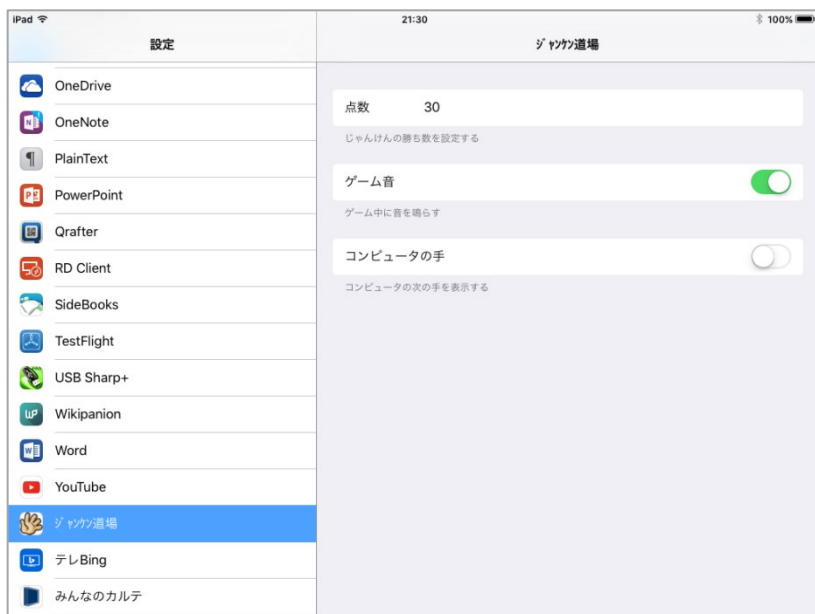 iPad 21:30 100%
設定
OneDrive
OneNote
PlainText
PowerPoint
Qrafter
RD Client
SideBooks
TestFlight
USB Sharp+
Wikipanion
Word
YouTube
ｼﾞｬﾝｹﾝ道場
テレBing
みんなのカルテ
ｼﾞｬﾝｹﾝ道場
点数 30
じゃんけんの勝ち数を設定する
ゲーム音
ゲーム中に音を鳴らす
コンピュータの手
コンピュータの次の手を表示する